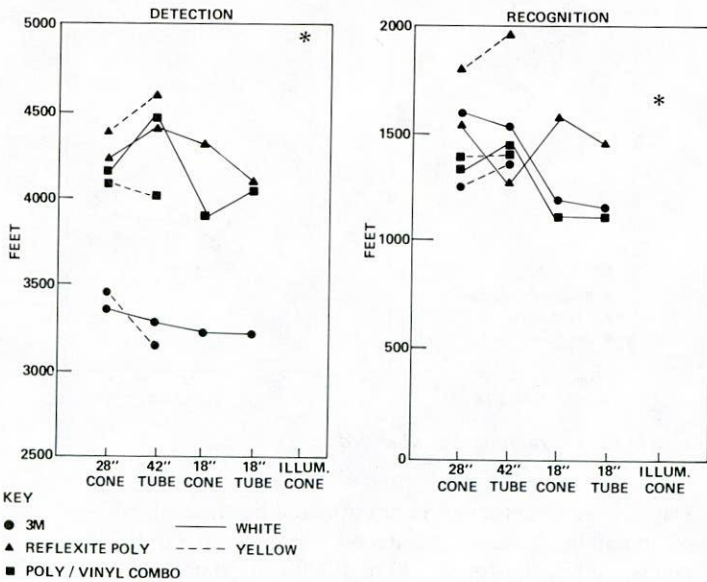 DETECTION
*
5000
4500
4000
3500
3000
2500
FEET
28" CONE
42" TUBE
18" CONE
18" TUBE
ILLUM. CONE
RECOGNITION
*
2000
1500
1000
500
0
FEET
28" CONE
42" TUBE
18" CONE
18" TUBE
ILLUM. CONE
KEY
3M
REFLEXITE POLY
POLY / VINYL COMBO
WHITE
YELLOW